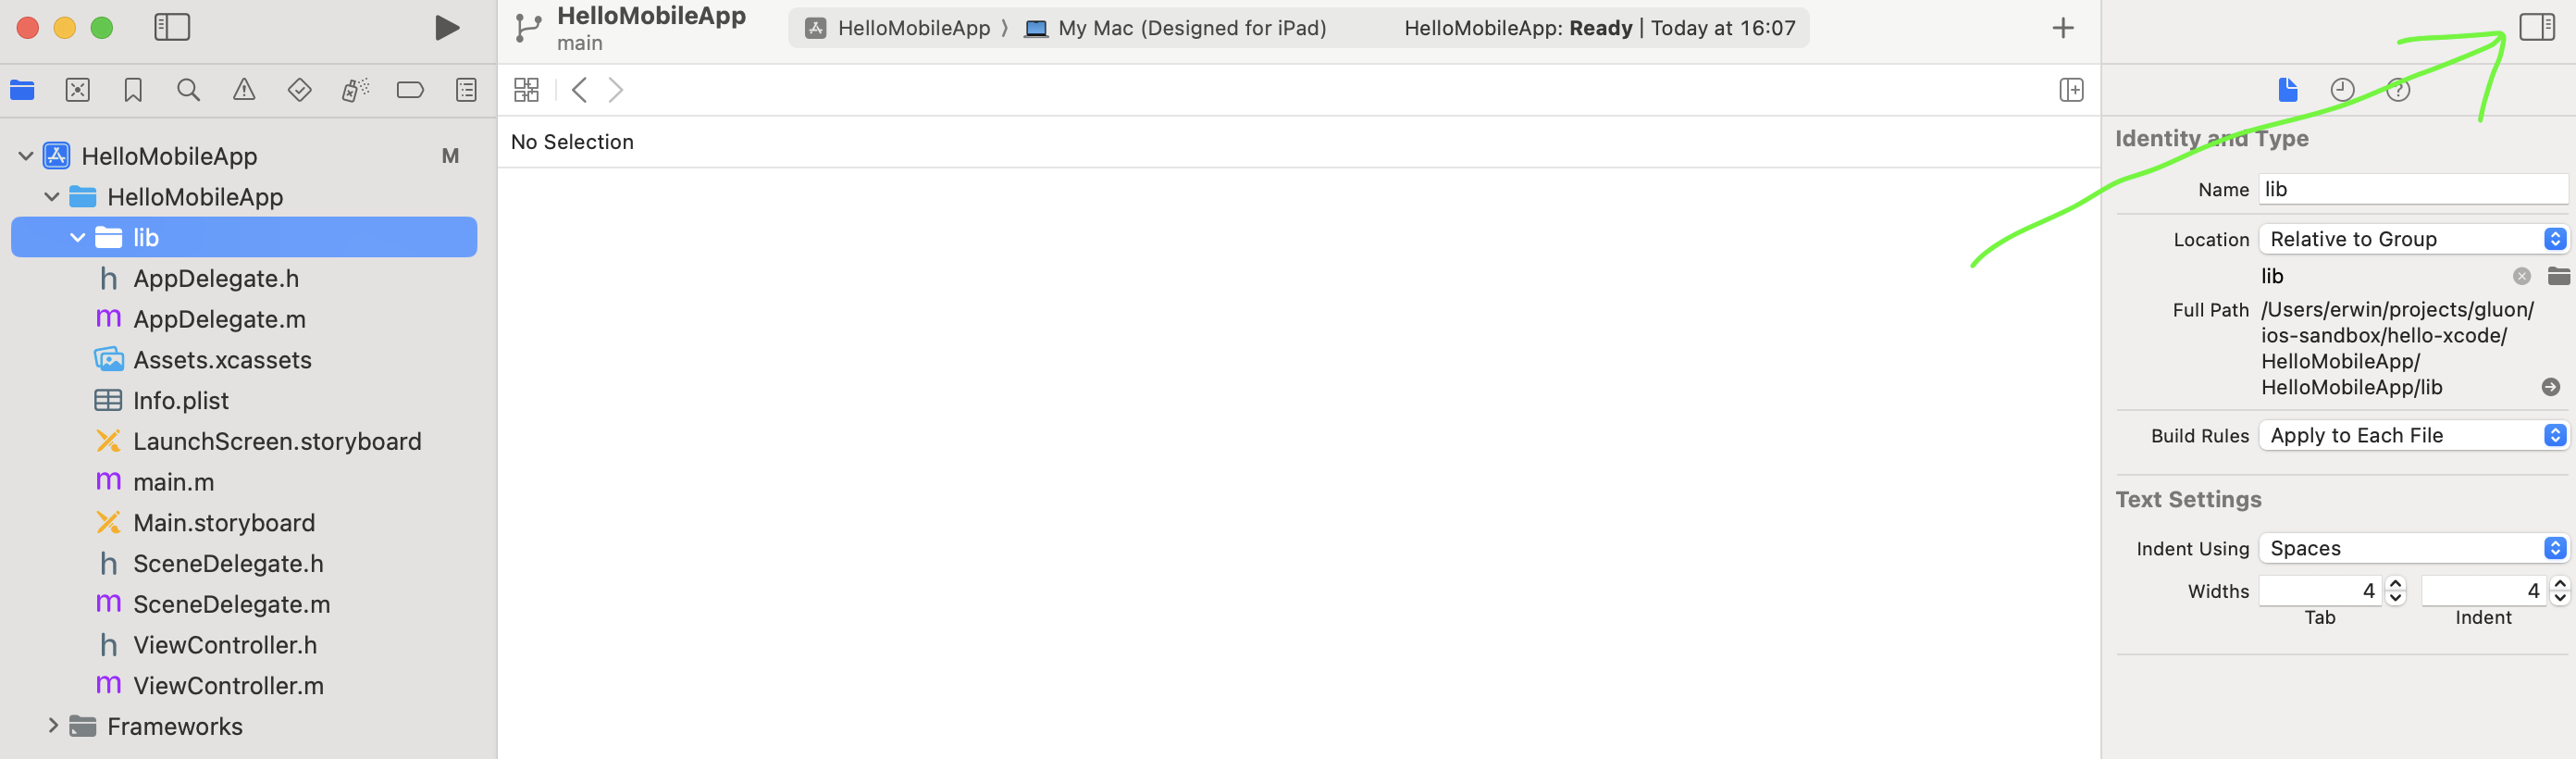 HelloMobileApp
main
HelloMobileApp 〉 My Mac (Designed for iPad)
HelloMobileApp: Ready | Today at 16:07
No Selection
HelloMobileApp M
HelloMobileApp
lib
h AppDelegate.h
m AppDelegate.m
Assets.xcassets
Info.plist
LaunchScreen.storyboard
m main.m
Main.storyboard
h SceneDelegate.h
m SceneDelegate.m
h ViewController.h
m ViewController.m
Frameworks
Identity and Type
Name lib
Location Relative to Group
lib
Full Path /Users/erwin/projects/gluon/
ios-sandbox/hello-xcode/
HelloMobileApp/
HelloMobileApp/lib
Build Rules Apply to Each File
Text Settings
Indent Using Spaces
Widths 4 4
Tab Indent